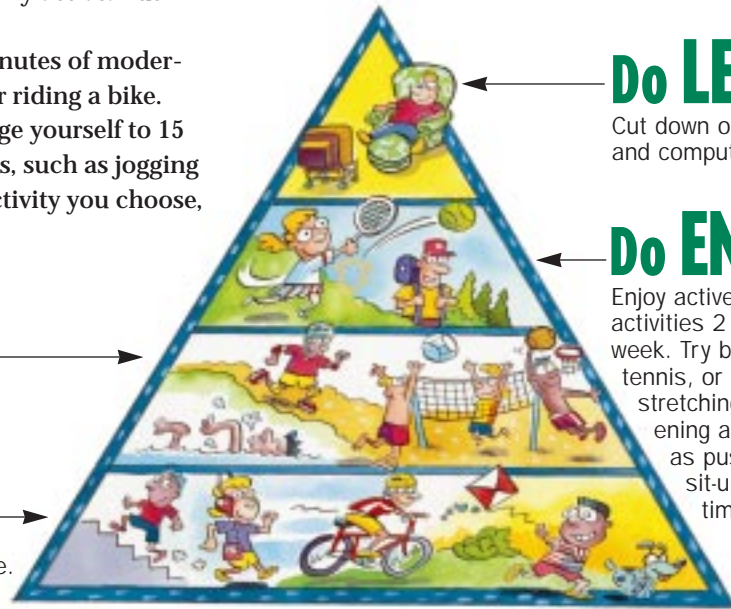 nutes of moder-
r riding a bike.
ge yourself to 15
s, such as jogging
ctivity you choose,
e.
Do LE
Cut down o
and comput
Do EN
Enjoy active
activities 2
week. Try b
tennis, or
stretching
ening a
as pus
sit-u
tim